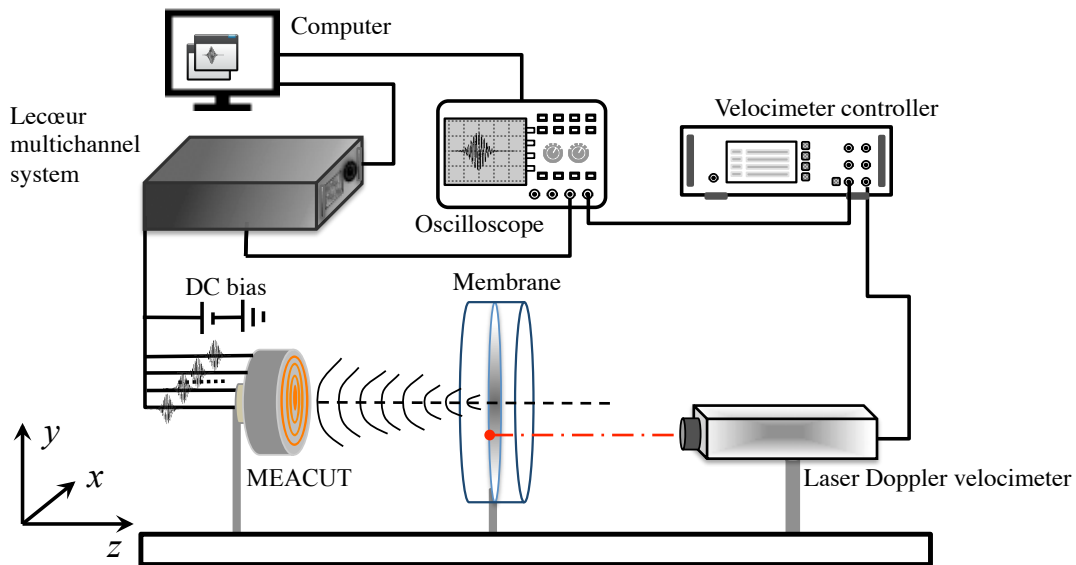 Computer
Lecœur
multichannel
system
Velocimeter controller
Oscilloscope
DC bias
Membrane
y
x
z
MEACUT
Laser Doppler velocimeter